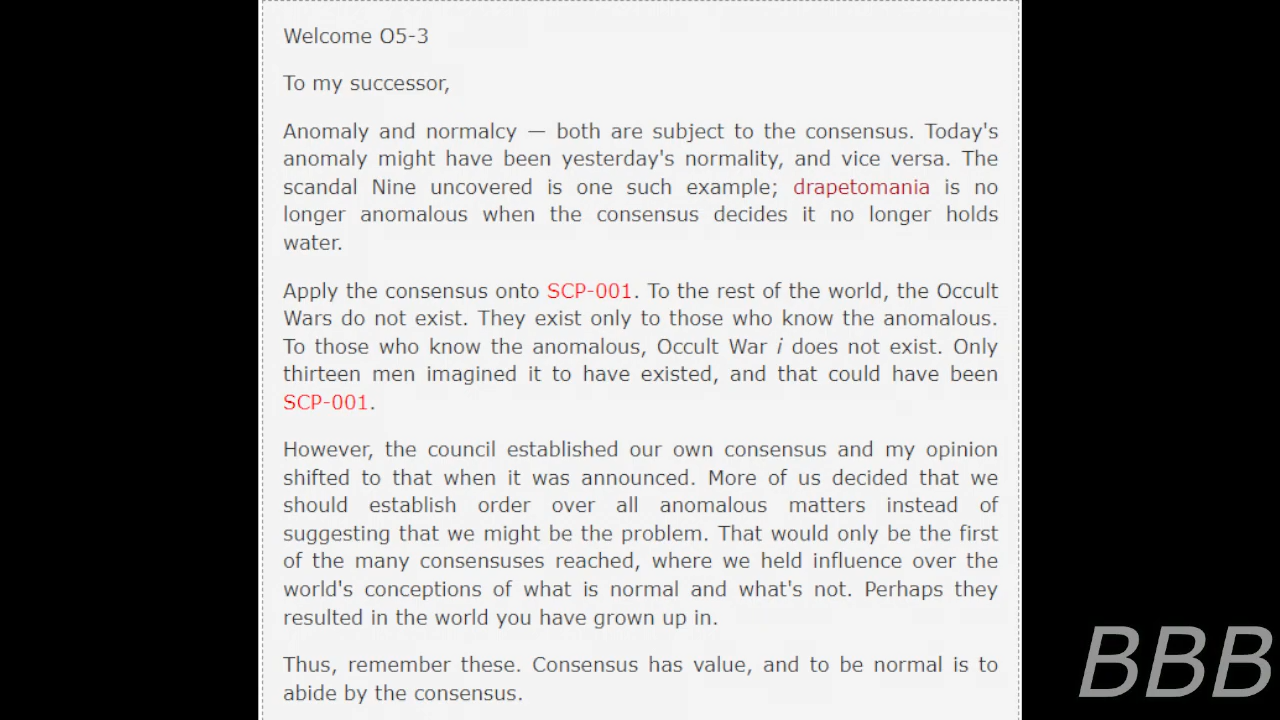 Welcome O5-3
To my successor,
Anomaly and normalcy — both are subject to the consensus. Today's
anomaly might have been yesterday's normality, and vice versa. The
scandal Nine uncovered is one such example; drapetomania is no
longer anomalous when the consensus decides it no longer holds
water.
Apply the consensus onto SCP-001. To the rest of the world, the Occult
Wars do not exist. They exist only to those who know the anomalous.
To those who know the anomalous, Occult War i does not exist. Only
thirteen men imagined it to have existed, and that could have been
SCP-001.
However, the council established our own consensus and my opinion
shifted to that when it was announced. More of us decided that we
should establish order over all anomalous matters instead of
suggesting that we might be the problem. That would only be the first
of the many consensuses reached, where we held influence over the
world's conceptions of what is normal and what's not. Perhaps they
resulted in the world you have grown up in.
Thus, remember these. Consensus has value, and to be normal is to
abide by the consensus.
BBB